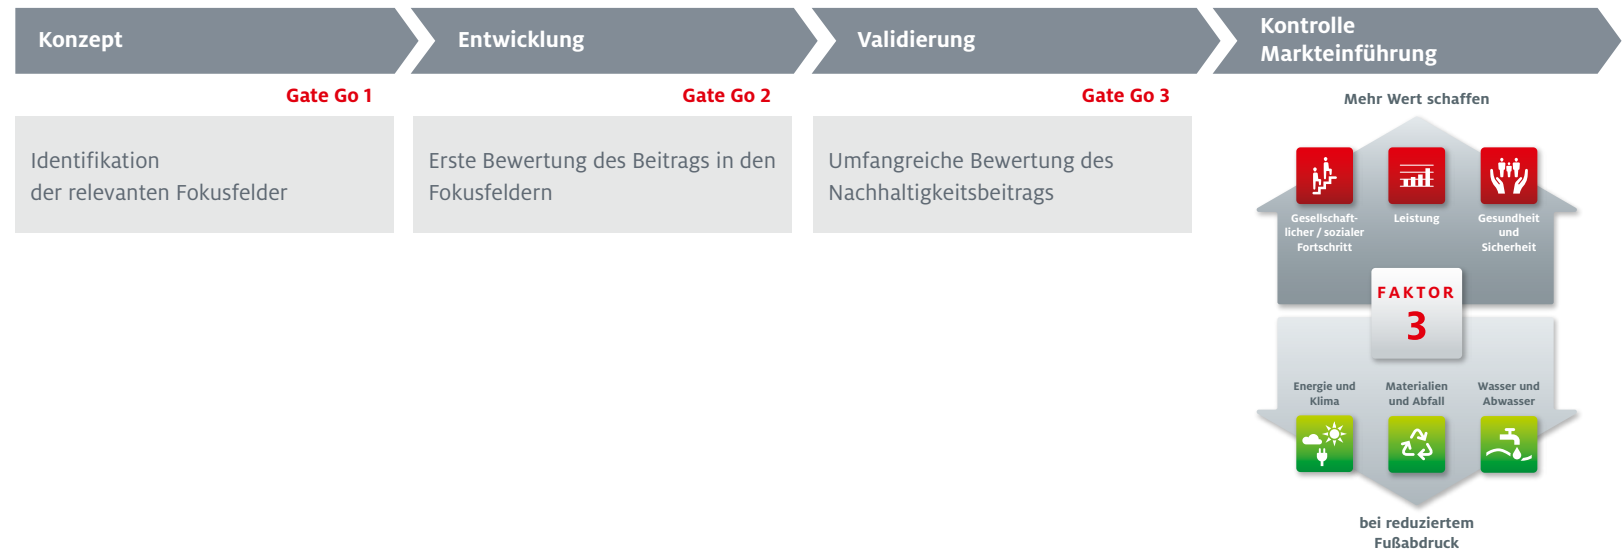 Konzept
Entwicklung
Validierung
Kontrolle
Markteinführung
Gate Go 1
Gate Go 2
Gate Go 3
Identifikation
der relevanten Fokusfelder
Erste Bewertung des Beitrags in den
Fokusfeldern
Umfangreiche Bewertung des
Nachhaltigkeitsbeitrags
Mehr Wert schaffen
Gesellschaft-
licher / sozialer
Fortschritt
Leistung
Gesundheit
und
Sicherheit
FAKTOR
3
Energie und
Klima
Materialien
und Abfall
Wasser und
Abwasser
bei reduziertem
Fußabdruck